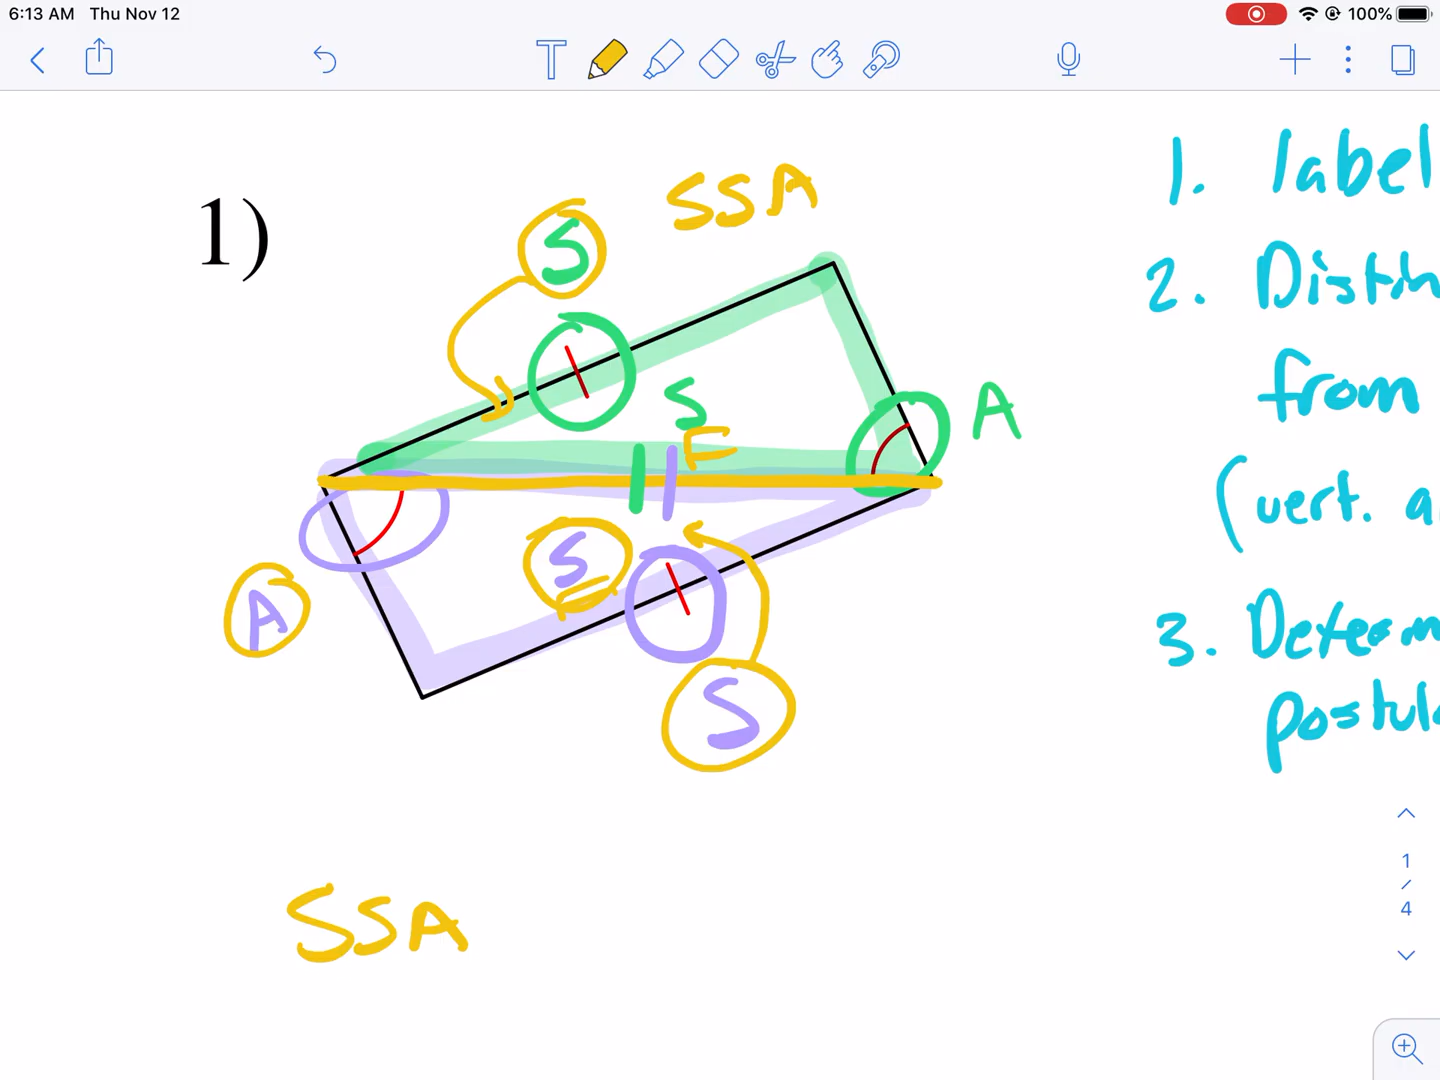 6:13 AM Thu Nov 12
100%
T
1)
SSA
S
S
E
A
A
S
S
SSA
1. label
2. Distin
from
(vert. a
3. Determ
postul
1
/
4